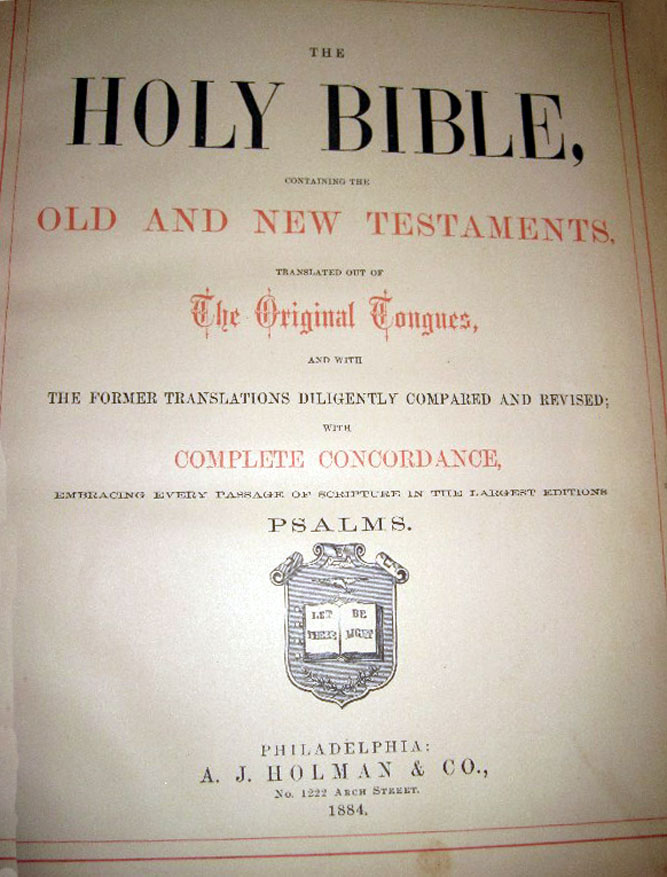 THE
HOLY BIBLE,
CONTAINING THE
OLD AND NEW TESTAMENTS,
TRANSLATED OUT OF
The Original Tongues,
AND WITH
THE FORMER TRANSLATIONS DILIGENTLY COMPARED AND REVISED;
WITH
COMPLETE CONCORDANCE,
EMBRACING EVERY PASSAGE OF SCRIPTURE IN THE LARGEST EDITIONS
PSALMS.
LET BE
THERE LIGHT
PHILADELPHIA:
A. J. HOLMAN & CO.,
No. 1222 ARCH STREET.
1884.